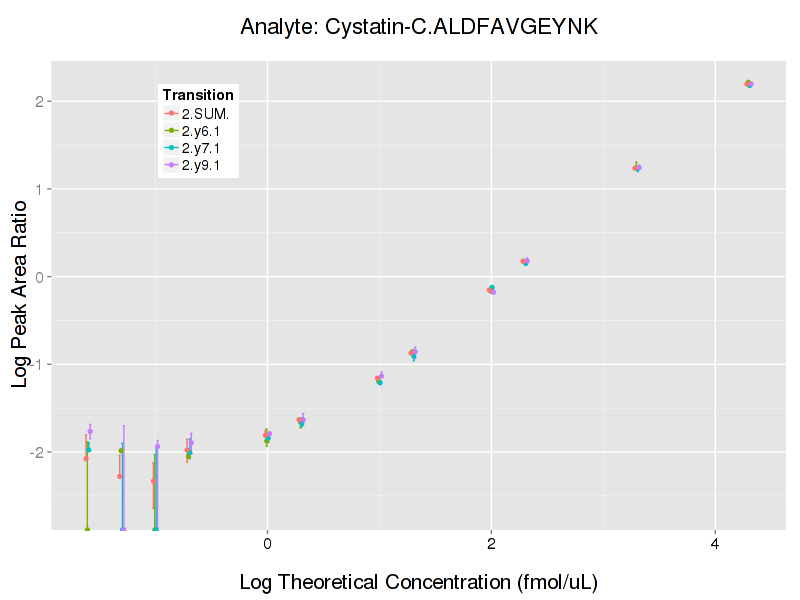 Analyte: Cystatin-C.ALDFAVGEYNK
Transition
2.SUM.
2.y6.1
2.y7.1
2.y9.1
Log Peak Area Ratio
2
1
0
-1
-2
0
2
4
Log Theoretical Concentration (fmol/uL)